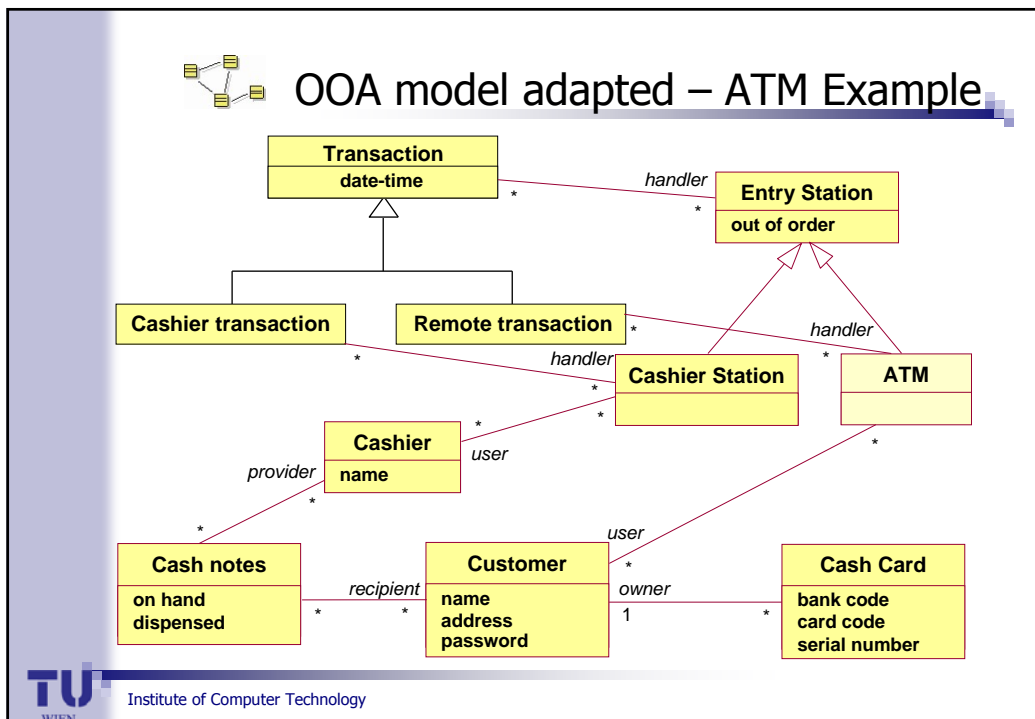 OOA model adapted – ATM Example
Transaction
date-time
*
handler
*
Entry Station
out of order
Cashier transaction
Remote transaction
*
handler
*
*
handler
*
Cashier Station
ATM
Cashier
name
*
user
*
provider
*
*
Cash notes
on hand
dispensed
*
recipient
*
Customer
name
address
password
user
*
*
owner
1
*
Cash Card
bank code
card code
serial number
TU
WIEN
Institute of Computer Technology